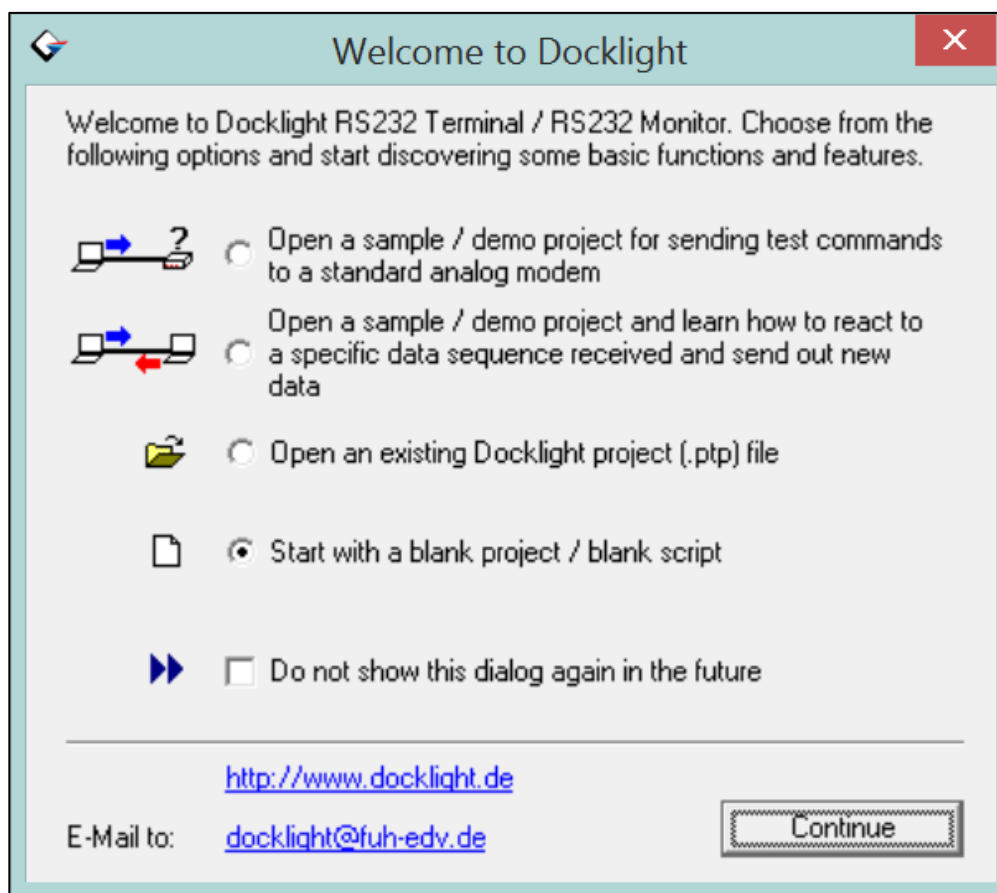 Welcome to Docklight
Welcome to Docklight RS232 Terminal / RS232 Monitor. Choose from the
following options and start discovering some basic functions and features.
?
Open a sample / demo project for sending test commands
to a standard analog modem
Open a sample / demo project and learn how to react to
a specific data sequence received and send out new
data
Open an existing Docklight project (.ptp) file
Start with a blank project / blank script
Do not show this dialog again in the future
http://www.docklight.de
E-Mail to: docklight@fuh-edv.de
Continue